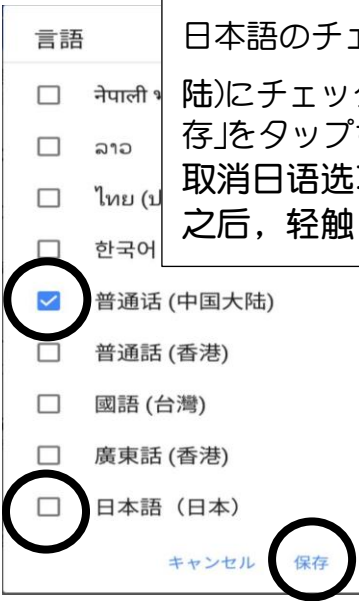 言語
नेपाली
ລາວ
ไทย (ป
한국어
普通话 (中国大陆)
普通話 (香港)
國語 (台灣)
廣東話 (香港)
日本語（日本）
キャンセル
保存
日本語のチェ
陆)にチェッ
存」をタップ
取消日语选
之后，轻触